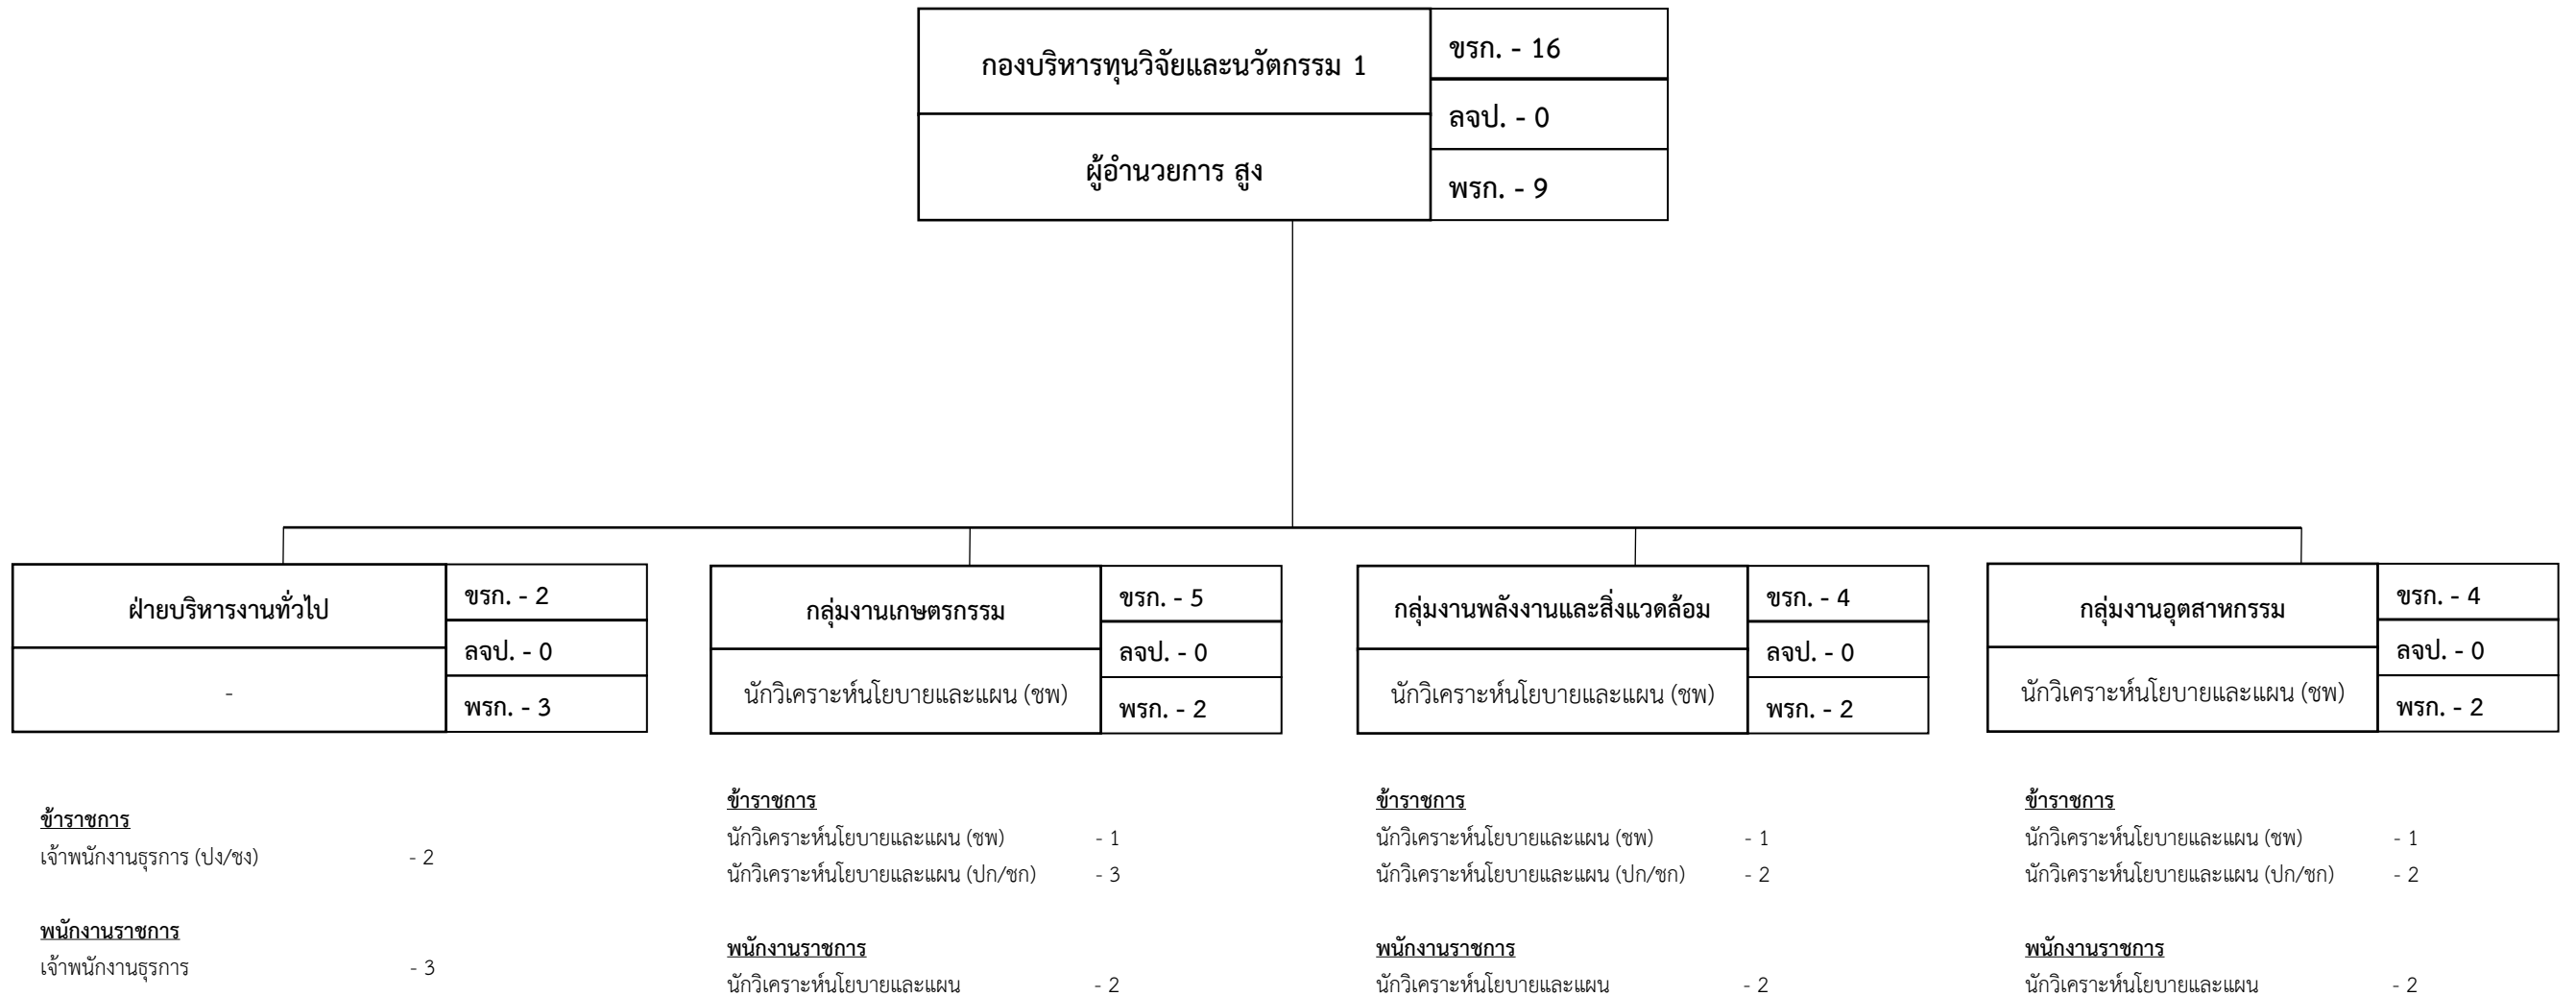 กองบริหารทุนวิจัยและนวัตกรรม 1
ผู้อำนวยการ สูง
ขรก. - 16
ลจป. - 0
พรก. - 9
ฝ่ายบริหารงานทั่วไป
-
ขรก. - 2
ลจป. - 0
พรก. - 3
ข้าราชการ
เจ้าพนักงานธุรการ (ปง/ชง) - 2
พนักงานราชการ
เจ้าพนักงานธุรการ - 3
กลุ่มงานเกษตรกรรม
นักวิเคราะห์นโยบายและแผน (ชพ)
ขรก. - 5
ลจป. - 0
พรก. - 2
ข้าราชการ
นักวิเคราะห์นโยบายและแผน (ชพ) - 1
นักวิเคราะห์นโยบายและแผน (ปก/ชก) - 3
พนักงานราชการ
นักวิเคราะห์นโยบายและแผน - 2
กลุ่มงานพลังงานและสิ่งแวดล้อม
นักวิเคราะห์นโยบายและแผน (ชพ)
ขรก. - 4
ลจป. - 0
พรก. - 2
ข้าราชการ
นักวิเคราะห์นโยบายและแผน (ชพ) - 1
นักวิเคราะห์นโยบายและแผน (ปก/ชก) - 2
พนักงานราชการ
นักวิเคราะห์นโยบายและแผน - 2
กลุ่มงานอุตสาหกรรม
นักวิเคราะห์นโยบายและแผน (ชพ)
ขรก. - 4
ลจป. - 0
พรก. - 2
ข้าราชการ
นักวิเคราะห์นโยบายและแผน (ชพ) - 1
นักวิเคราะห์นโยบายและแผน (ปก/ชก) - 2
พนักงานราชการ
นักวิเคราะห์นโยบายและแผน - 2